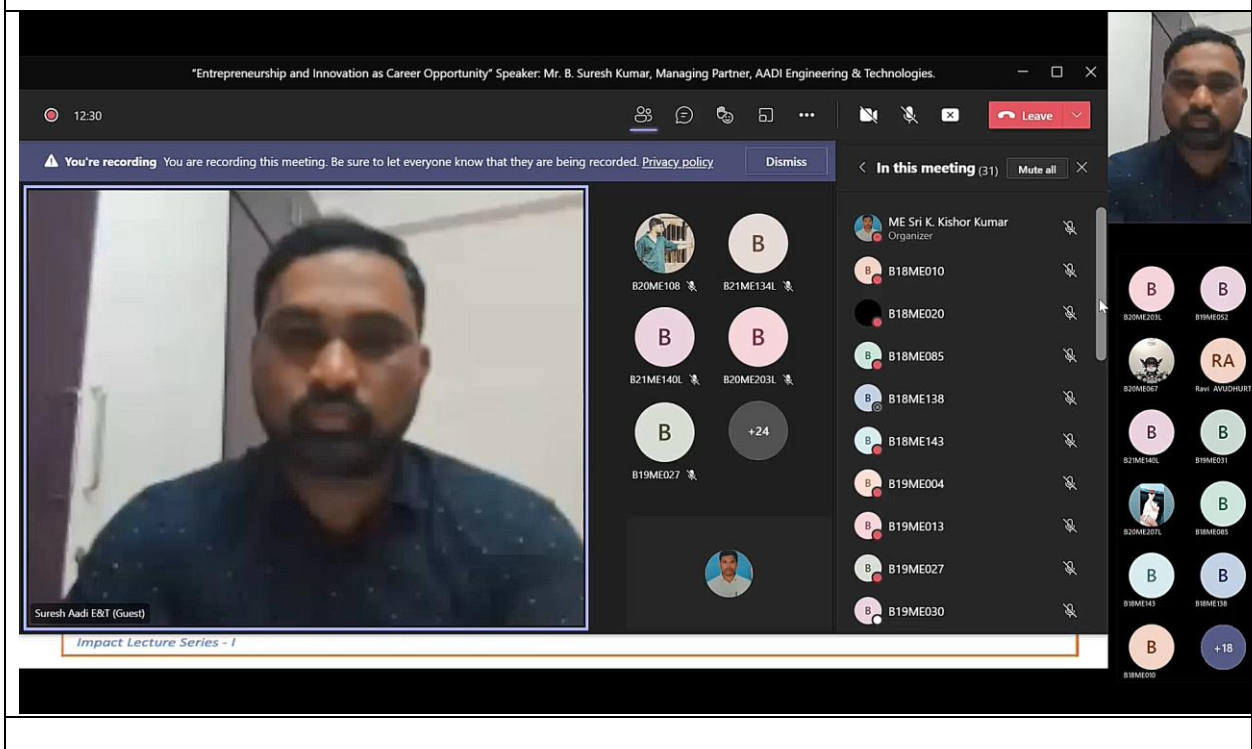 "Entrepreneurship and Innovation as Career Opportunity" Speaker: Mr. B. Suresh Kumar, Managing Partner, AADI Engineering & Technologies.
12:30
Leave
You're recording You are recording this meeting. Be sure to let everyone know that they are being recorded. Privacy policy
Dismiss
In this meeting (31)
Mute all
Suresh Aadi E&T (Guest)
B20ME108
B
B21ME134L
B
B21ME140L
B
B20ME203L
B
B19ME027
+24
ME Sri K. Kishor Kumar
Organizer
B B18ME010
B18ME020
B B18ME085
B B18ME138
B B18ME143
B B19ME004
B B19ME013
B B19ME027
B B19ME030
Impact Lecture Series - I
B
B20ME203L
B
B19ME052
B20ME067
RA
Ravi AVUDHURT
B
B21ME140L
B
B19ME031
B20ME207L
B
B18ME085
B
B18ME143
B
B18ME138
B
B18ME010
+18